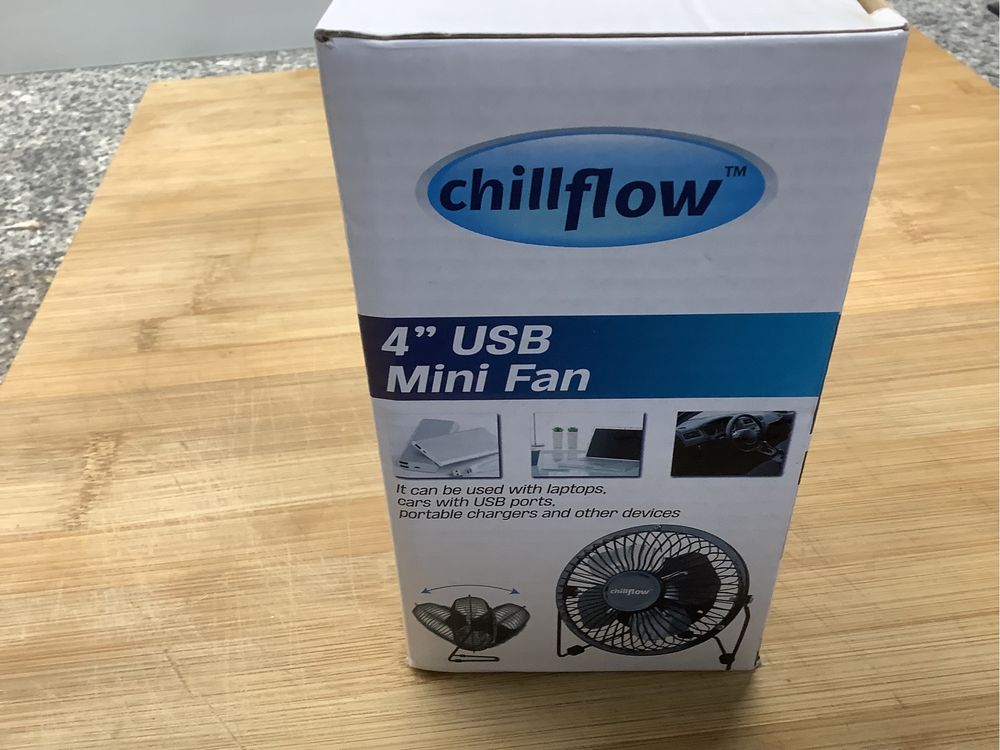 chillflow™
4” USB
Mini Fan
It can be used with laptops,
cars with USB ports,
portable chargers and other devices
chillflow